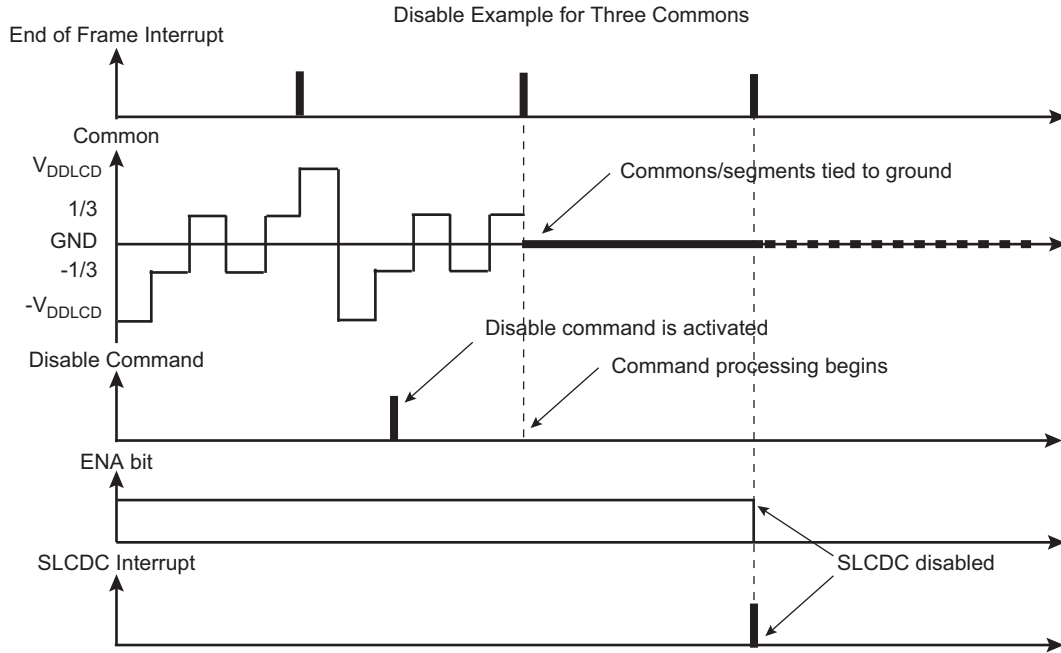 Disable Example for Three Commons
End of Frame Interrupt
Common
VDDLCD
1/3
GND
-1/3
-VDDLCD
Commons/segments tied to ground
Disable command is activated
Disable Command
Command processing begins
ENA bit
SLCDC Interrupt
SLCDC disabled